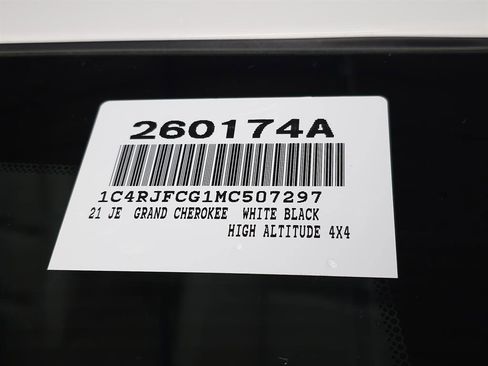 260174A
1C4RJFCG1MC507297
21 JE GRAND CHEROKEE WHITE BLACK
HIGH ALTITUDE 4X4